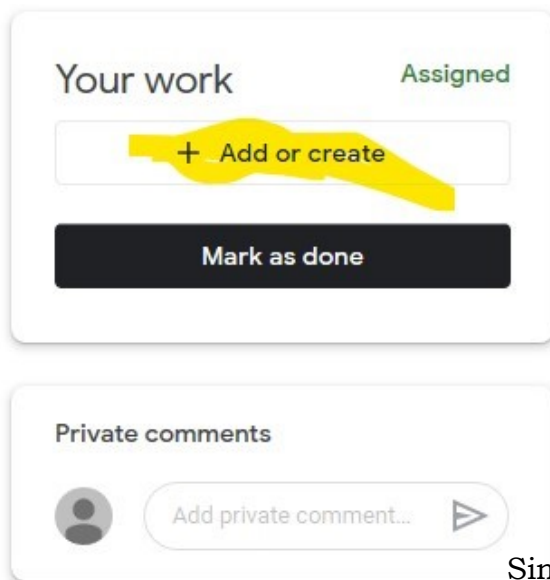 Your work
Assigned
+ Add or create
Mark as done
Private comments
Add private comment...